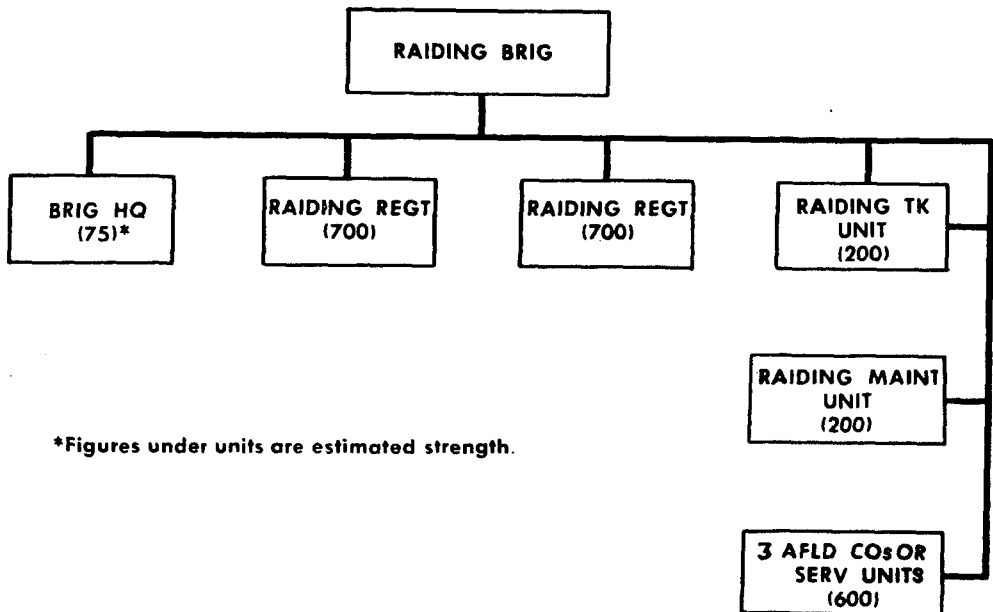 RAIDING BRIG
BRIG HQ
(75)*
RAIDING REGT
(700)
RAIDING REGT
(700)
RAIDING TK
UNIT
(200)
RAIDING MAINT
UNIT
(200)
*Figures under units are estimated strength.
3 AFLD COs OR
SERV UNITS
(600)